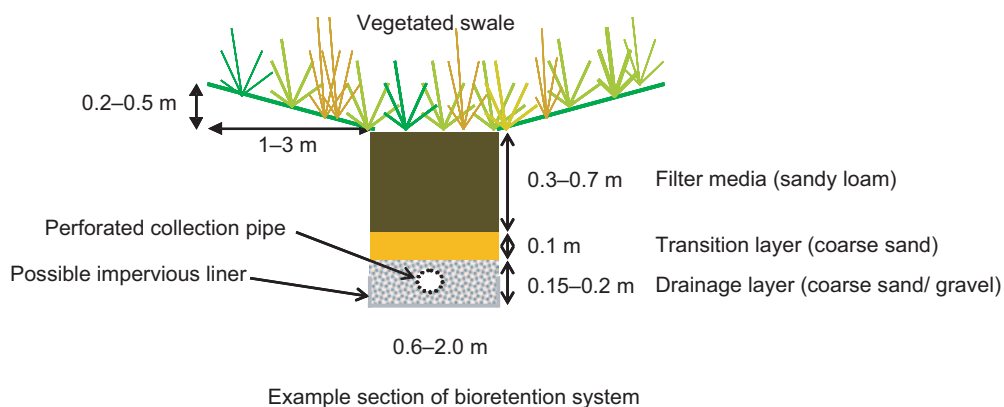 Vegetated swale
0.2–0.5 m
1–3 m
0.3–0.7 m Filter media (sandy loam)
Perforated collection pipe
0.1 m Transition layer (coarse sand)
Possible impervious liner
0.15–0.2 m Drainage layer (coarse sand/ gravel)
0.6–2.0 m
Example section of bioretention system